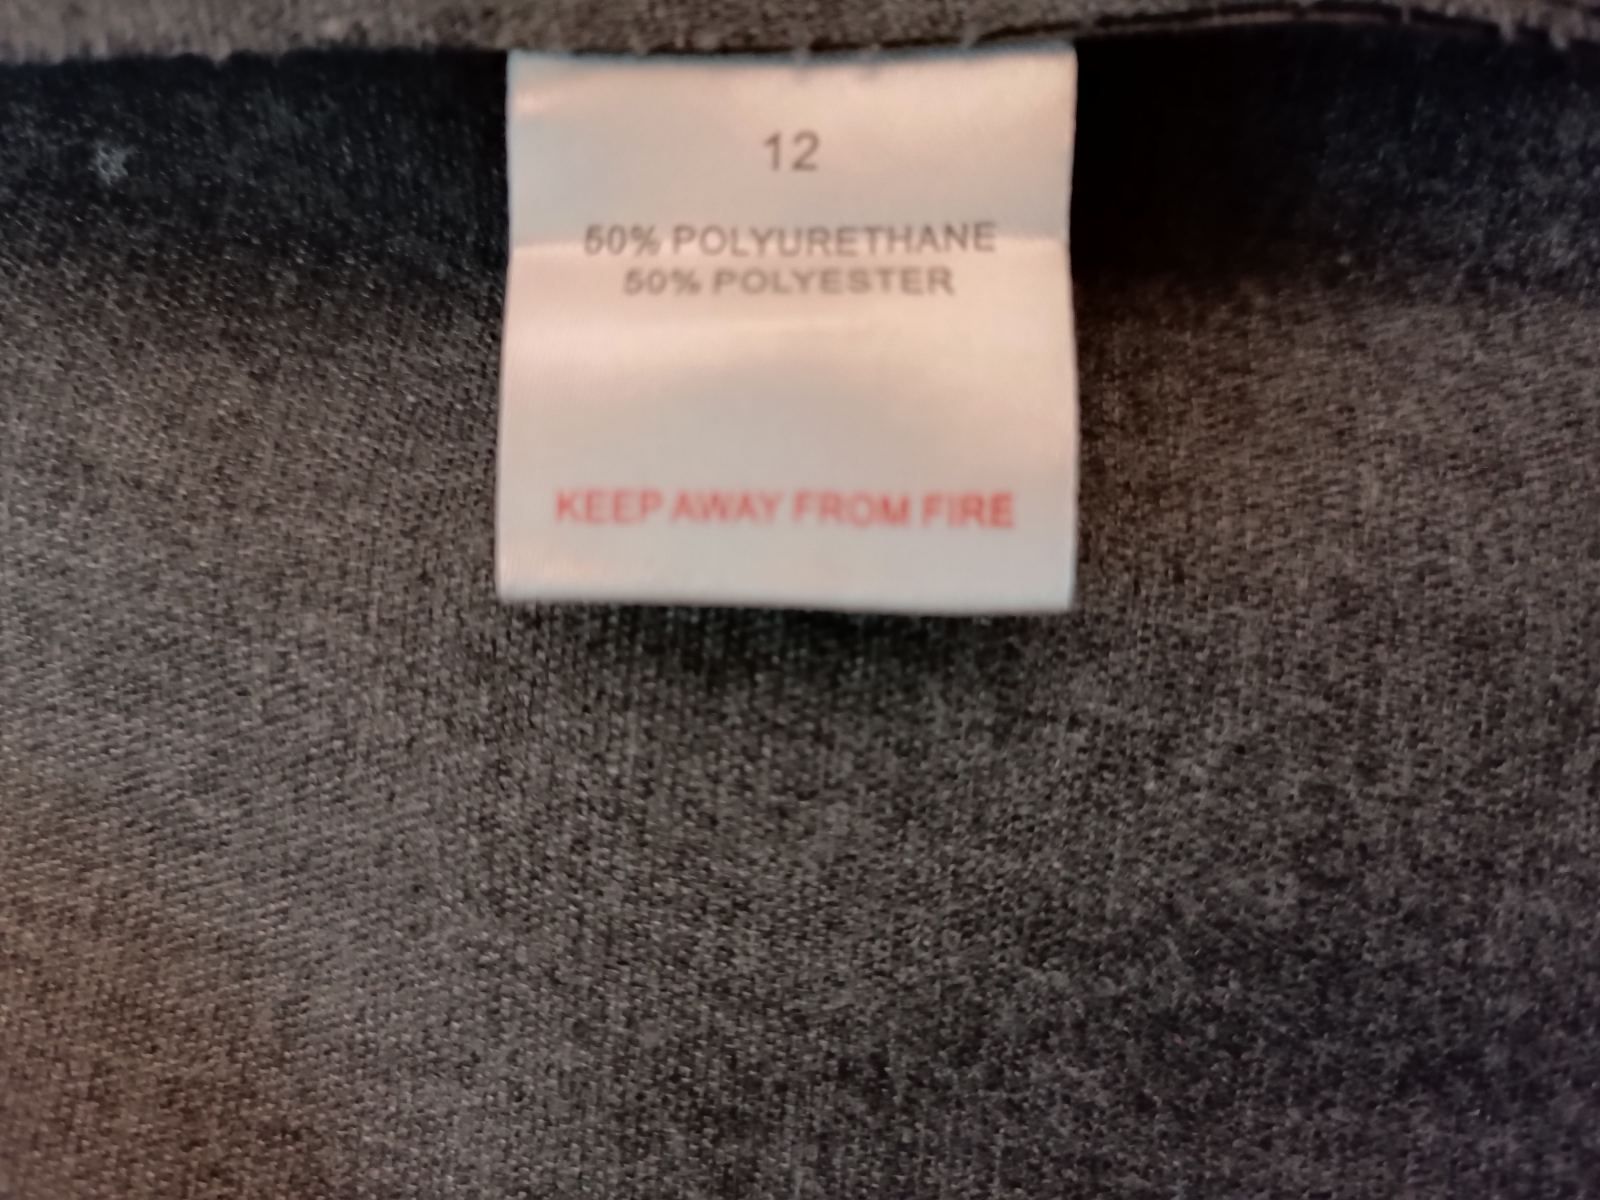 12
50% POLYURETHANE
50% POLYESTER
KEEP AWAY FROM FIRE